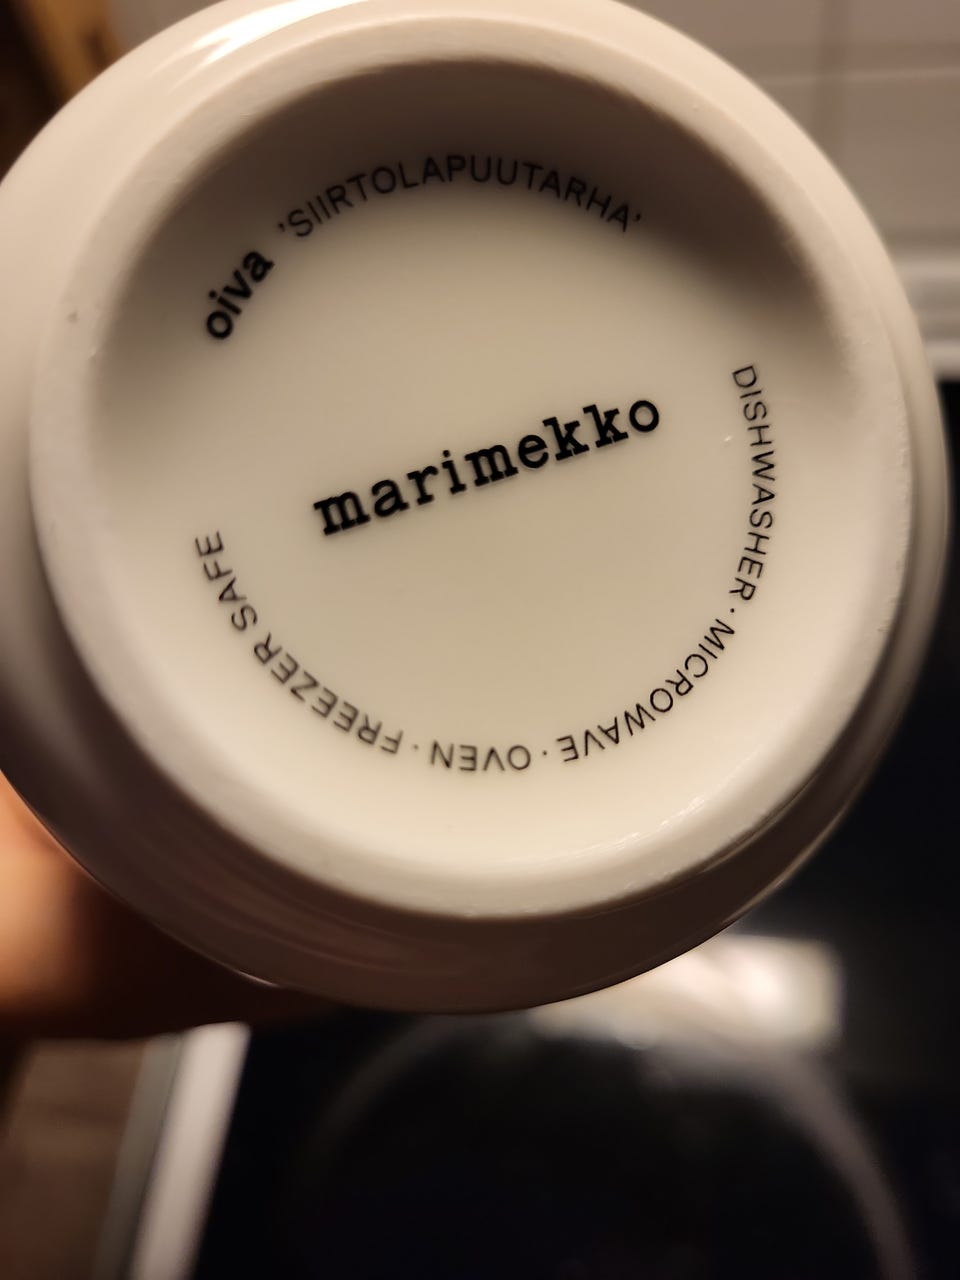 oiva 'SIIRTOLAPUUTARHA'
marimekko
DISHWASHER · MICROWAVE · OVEN · FREEZER SAFE